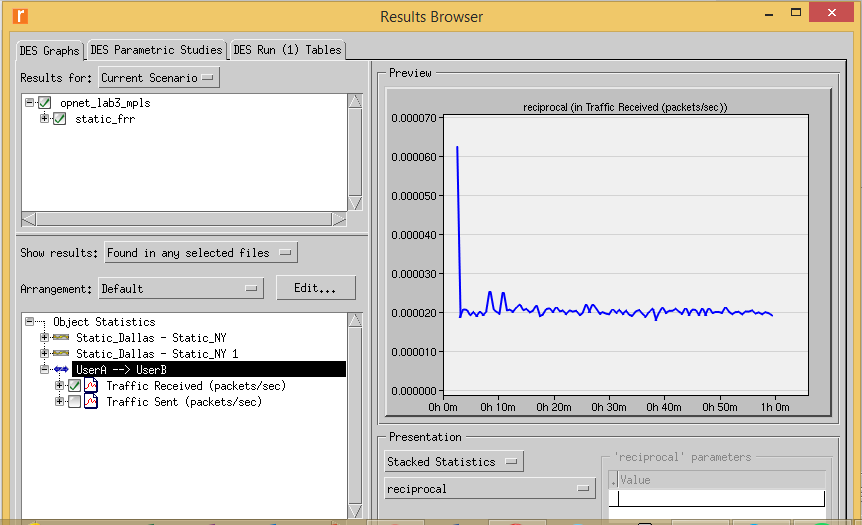 Results Browser
DES Graphs DES Parametric Studies DES Run (1) Tables
Results for: Current Scenario
opnet_lab3_mpls
static_frr
Show results: Found in any selected files
Arrangement: Default Edit...
Object Statistics
Static_Dallas - Static_NY
Static_Dallas - Static_NY 1
UserA --> UserB
Traffic Received (packets/sec)
Traffic Sent (packets/sec)
Preview
reciprocal (in Traffic Received (packets/sec))
0.000070
0.000060
0.000050
0.000040
0.000030
0.000020
0.000010
0.000000
0h 0m 0h 10m 0h 20m 0h 30m 0h 40m 0h 50m 1h 0m
Presentation
Stacked Statistics
reciprocal
'reciprocal' parameters
Value